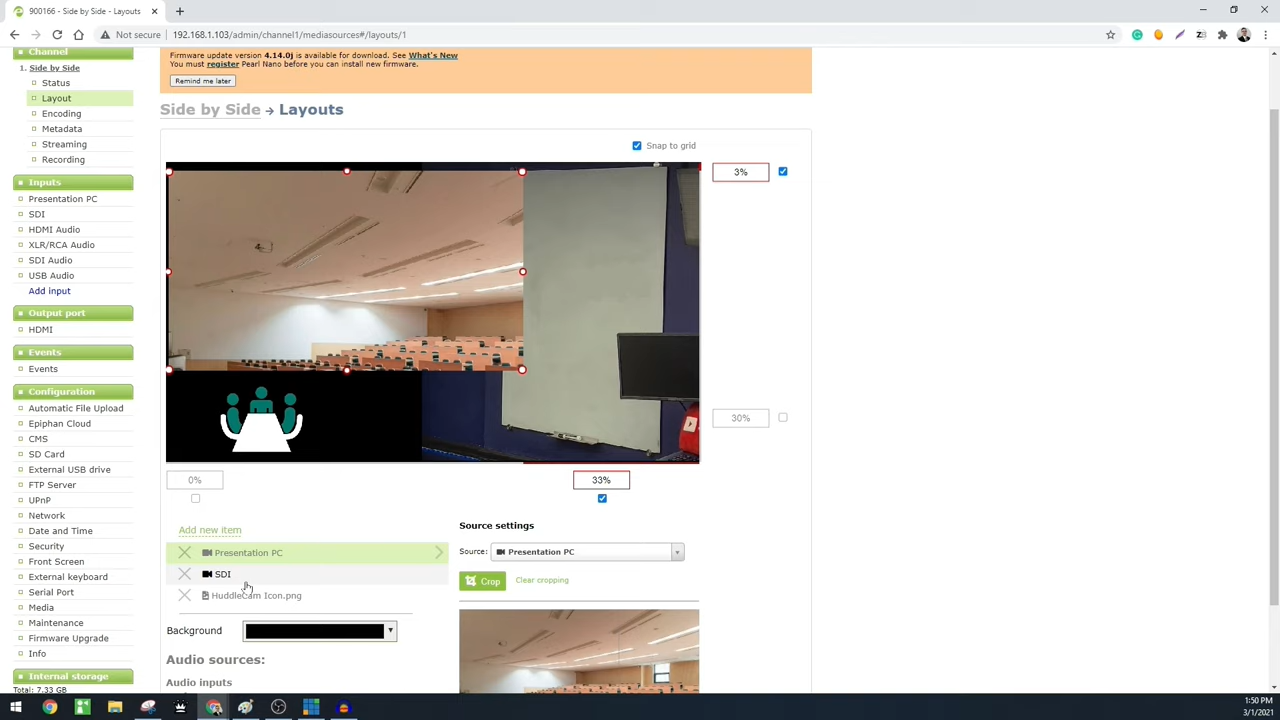 900166 - Side by Side - Layouts
Not secure
192.168.1.103/admin/channel1/mediasources#/layouts/1
Channel
1. Side by Side
Status
Layout
Encoding
Metadata
Streaming
Recording
Inputs
Presentation PC
SDI
HDMI Audio
XLR/RCA Audio
SDI Audio
USB Audio
Add input
Output port
HDMI
Events
Events
Configuration
Automatic File Upload
Epiphan Cloud
CMS
SD Card
External USB drive
FTP Server
UPnP
Network
Date and Time
Security
Front Screen
External keyboard
Serial Port
Media
Maintenance
Firmware Upgrade
Info
Internal storage
Total: 7.33 GB
Firmware update version 4.14.0j is available for download. See What's New
You must register Pearl Nano before you can install new firmware.
Remind me later
Side by Side → Layouts
Snap to grid
3%
30%
0%
33%
Add new item
Presentation PC
SDI
HuddleCam Icon.png
Background
Audio sources:
Audio inputs
Source settings
Source:
Presentation PC
Crop
Clear cropping
1:50 PM
3/1/2021